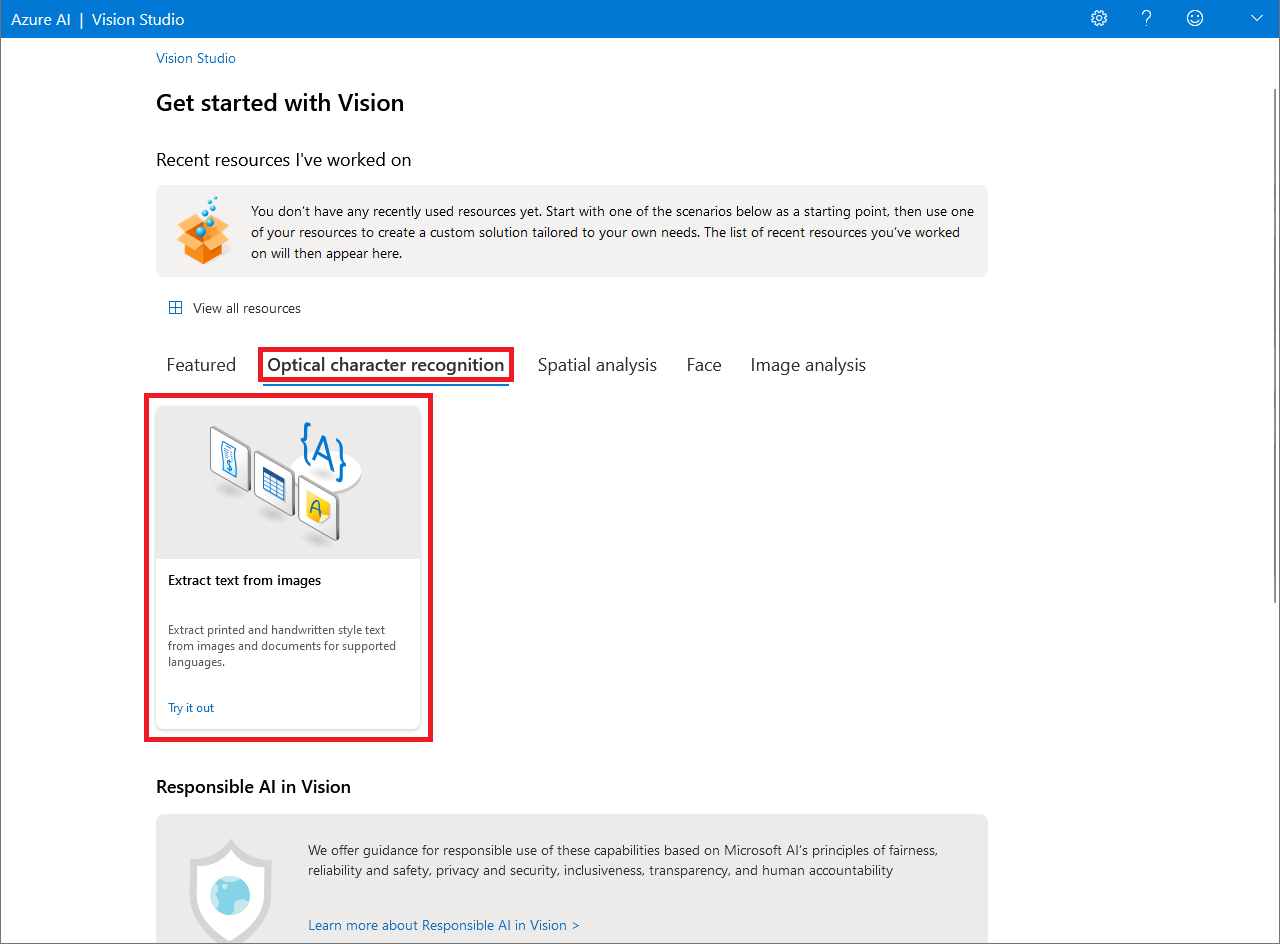 Azure AI | Vision Studio
Vision Studio
Get started with Vision
Recent resources I've worked on
You don't have any recently used resources yet. Start with one of the scenarios below as a starting point, then use one
of your resources to create a custom solution tailored to your own needs. The list of recent resources you've worked
on will then appear here.
View all resources
Featured Optical character recognition Spatial analysis Face Image analysis
{A}
A
Extract text from images
Extract printed and handwritten style text
from images and documents for supported
languages.
Try it out
Responsible AI in Vision
We offer guidance for responsible use of these capabilities based on Microsoft AI's principles of fairness,
reliability and safety, privacy and security, inclusiveness, transparency, and human accountability
Learn more about Responsible AI in Vision >